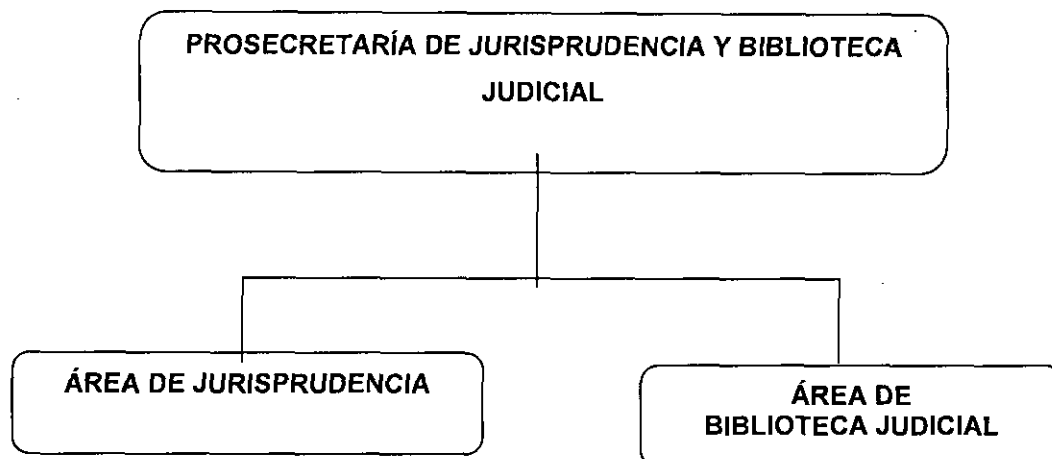 PROSECRETARÍA DE JURISPRUDENCIA Y BIBLIOTECA
JUDICIAL
ÁREA DE JURISPRUDENCIA
ÁREA DE
BIBLIOTECA JUDICIAL